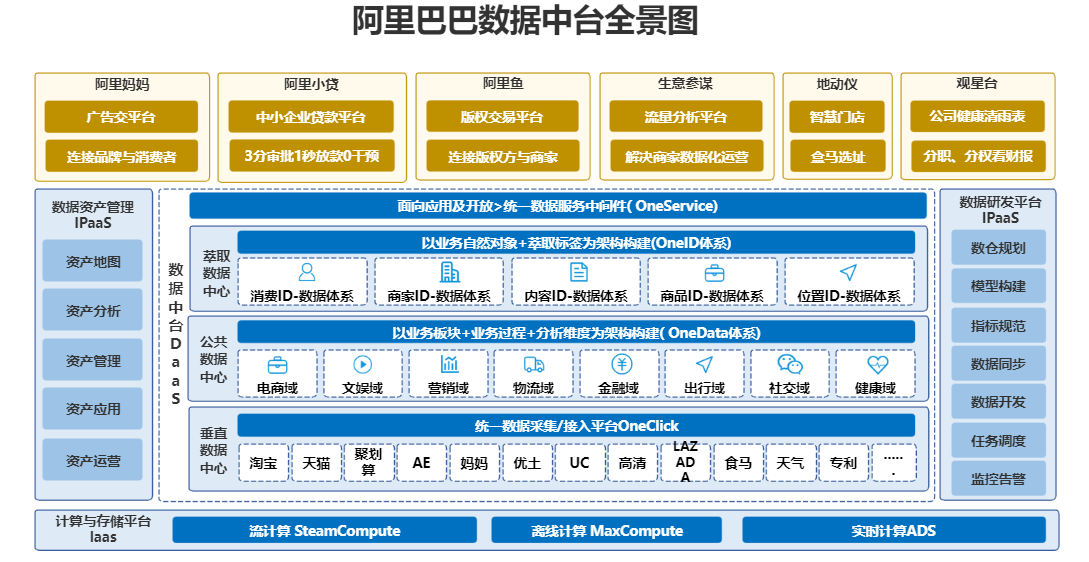 阿里巴巴数据中台全景图
阿里妈妈
广告交平台
连接品牌与消费者
阿里小贷
中小企业贷款平台
3分审批1秒放款0干预
阿里鱼
版权交易平台
连接版权方与商家
生意参谋
流量分析平台
解决商家数据化运营
地动仪
智慧门店
盒马选址
观星台
公司健康清雨表
分职、分权看财报
数据资产管理
IPaaS
资产地图
资产分析
资产管理
资产应用
资产运营
数据中台DaaS
面向应用及开放>统一数据服务中间件( OneService)
萃取
数据
中心
以业务自然对象+萃取标签为架构构建(OneID体系)
消费ID-数据体系
商家ID-数据体系
内容ID-数据体系
商品ID-数据体系
位置ID-数据体系
公共
数据
中心
以业务板块+业务过程+分析维度为架构构建( OneData体系)
电商域
文娱域
营销域
物流域
金融域
出行域
社交域
健康域
垂直
数据
中心
统一数据采集/接入平台OneClick
淘宝
天猫
聚划
算
AE
妈妈
优土
UC
高清
LAZ
AD
A
食马
天气
专利
.....
.
数据研发平台
IPaaS
数仓规划
模型构建
指标规范
数据同步
数据开发
任务调度
监控告警
计算与存储平台
Iaas
流计算 SteamCompute
离线计算 MaxCompute
实时计算ADS